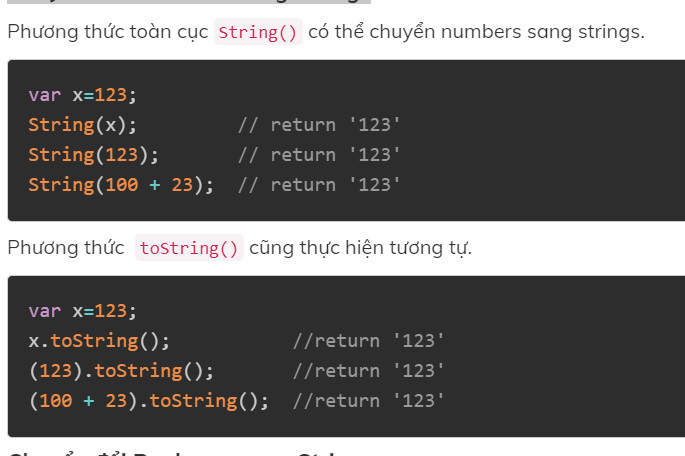 Phương thức toàn cục String() có thể chuyển numbers sang strings.
var x=123;
String(x);         // return '123'
String(123);       // return '123'
String(100 + 23);  // return '123'
Phương thức toString() cũng thực hiện tương tự.
var x=123;
x.toString();           //return '123'
(123).toString();       //return '123'
(100 + 23).toString();  //return '123'